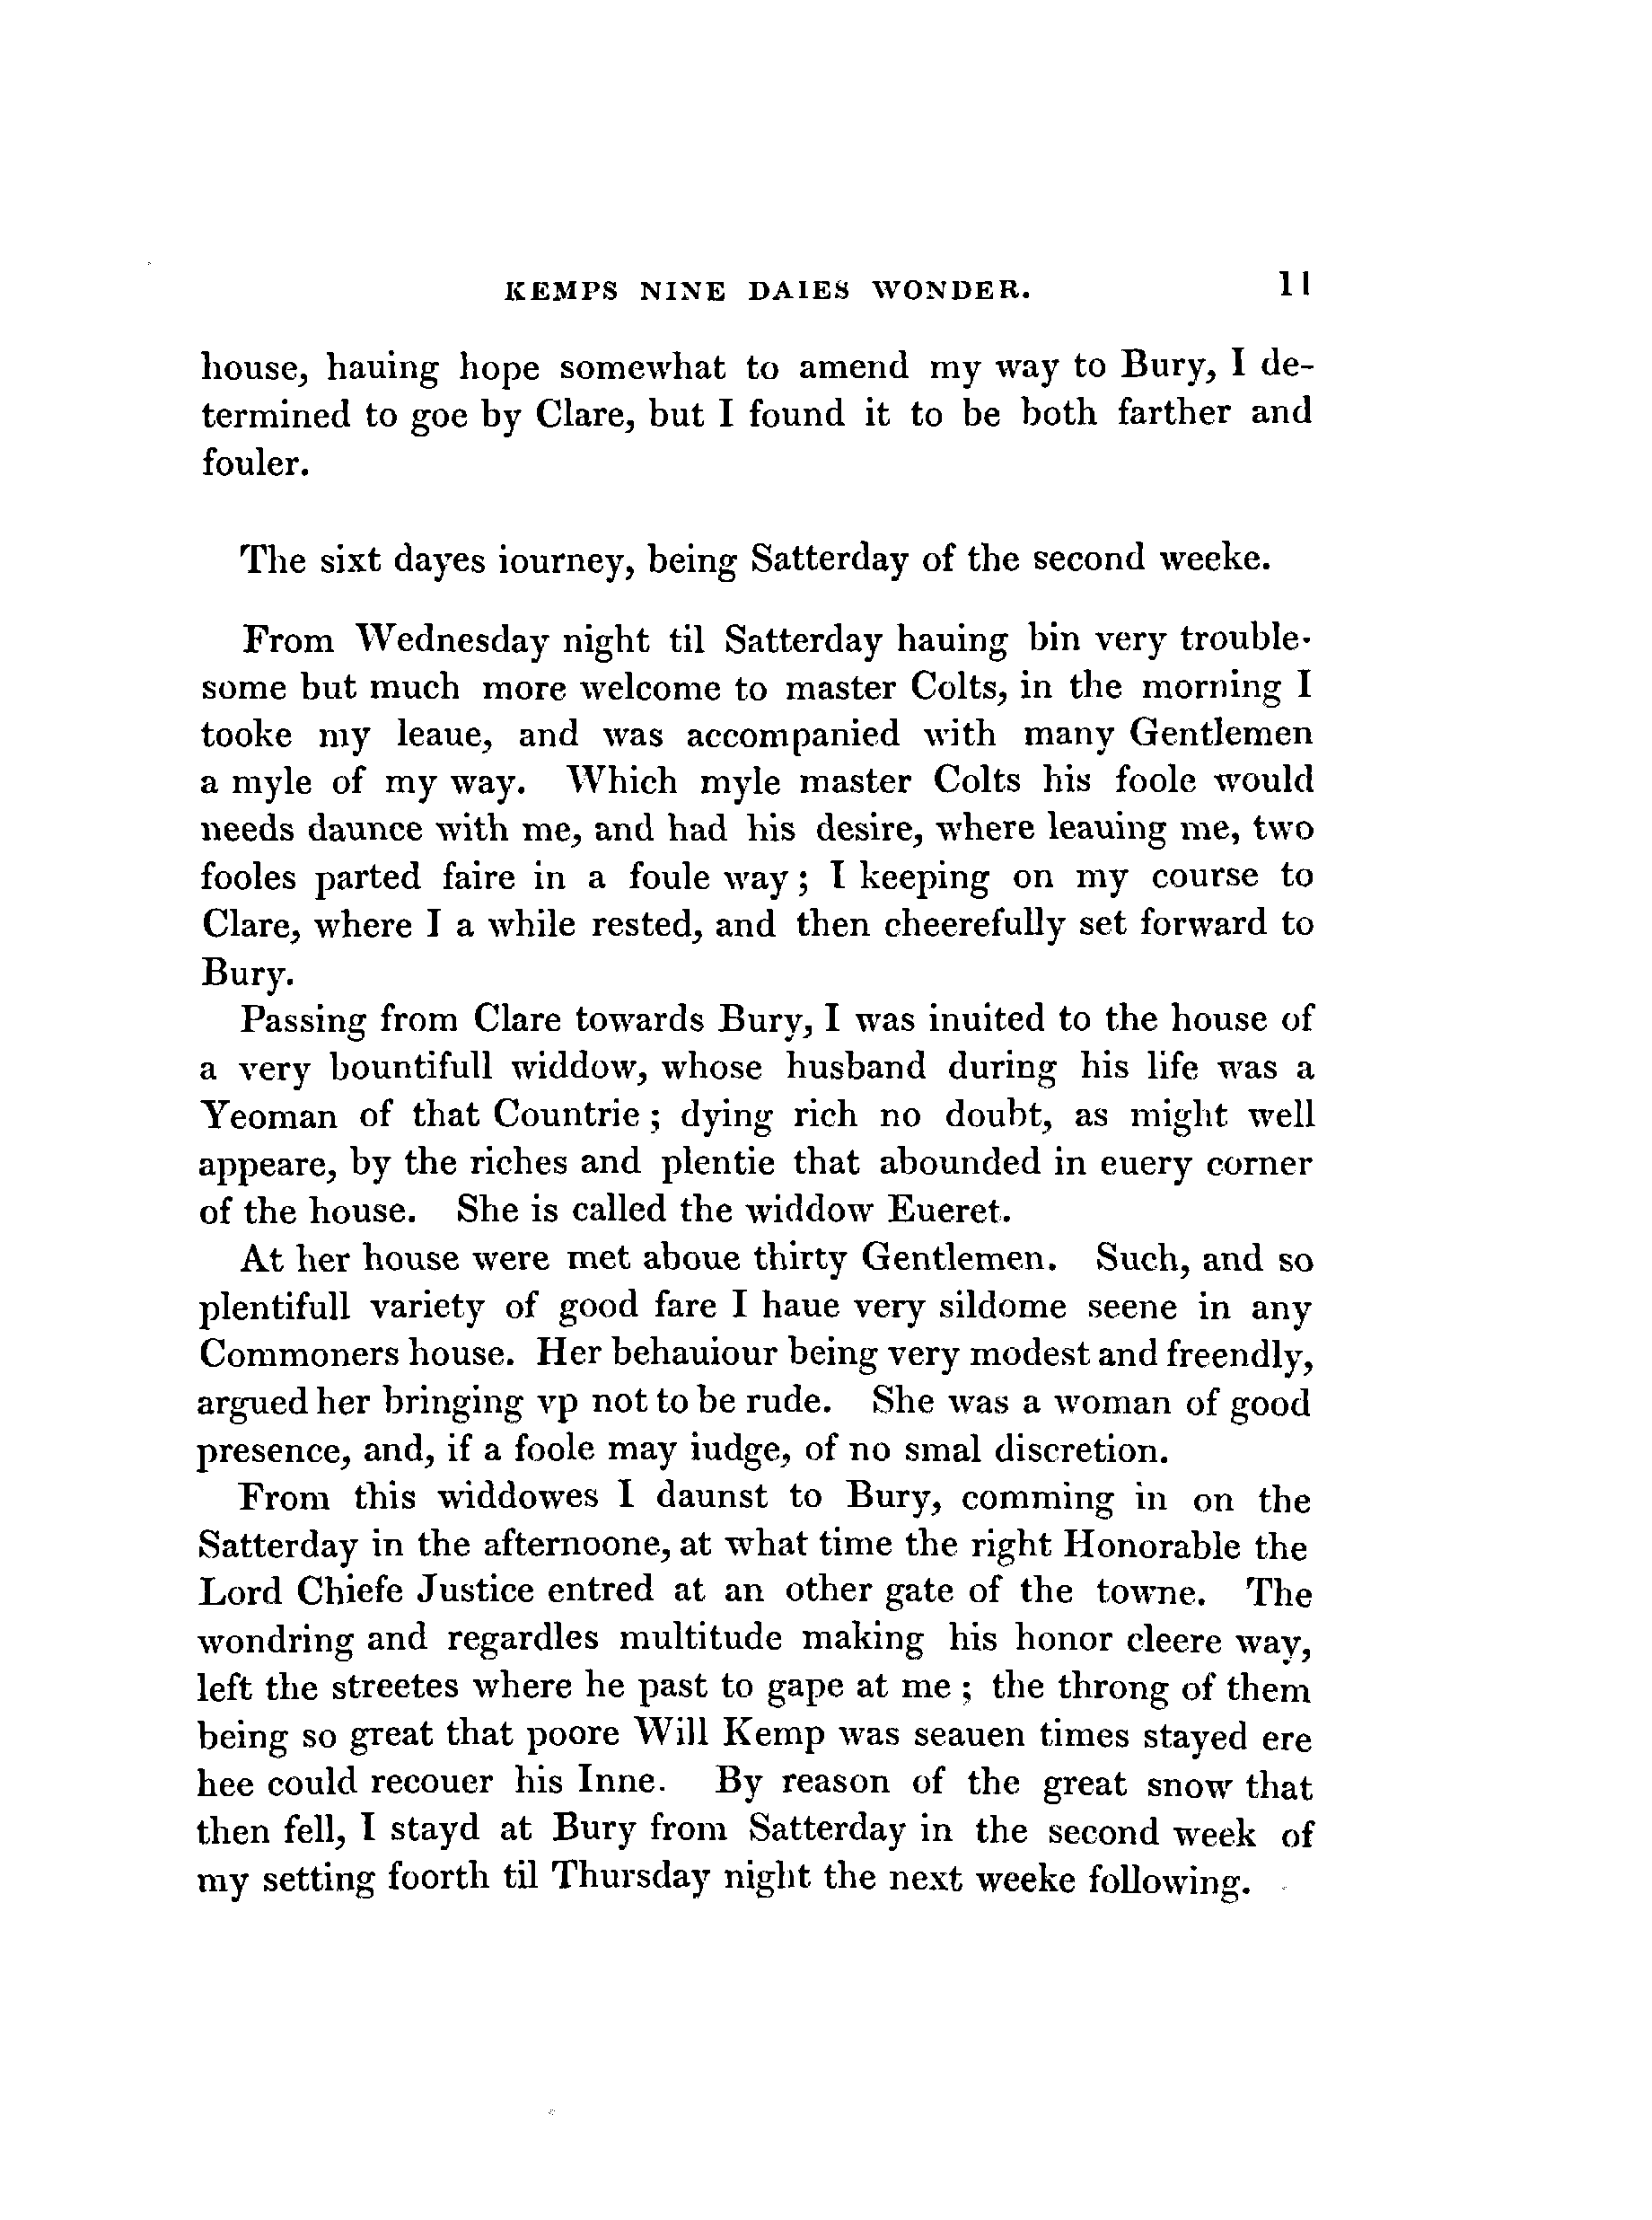 KEMPS NINE DAIES WONDER. 11
house, hauing hope somewhat to amend my way to Bury, I de-
termined to goe by Clare, but I found it to be both farther and
fouler.
The sixt dayes iourney, being Satterday of the second weeke.
From Wednesday night til Satterday hauing bin very trouble-
some but much more welcome to master Colts, in the morning I
tooke my leaue, and was accompanied with many Gentlemen
a myle of my way. Which myle master Colts his foole would
needs daunce with me, and had his desire, where leauing me, two
fooles parted faire in a foule way; I keeping on my course to
Clare, where I a while rested, and then cheerefully set forward to
Bury.
Passing from Clare towards Bury, I was inuited to the house of
a very bountifull widdow, whose husband during his life was a
Yeoman of that Countrie; dying rich no doubt, as might well
appeare, by the riches and plentie that abounded in euery corner
of the house. She is called the widdow Eueret.
At her house were met aboue thirty Gentlemen. Such, and so
plentifull variety of good fare I haue very sildome seene in any
Commoners house. Her behauiour being very modest and freendly,
argued her bringing vp not to be rude. She was a woman of good
presence, and, if a foole may iudge, of no smal discretion.
From this widdowes I daunst to Bury, comming in on the
Satterday in the afternoone, at what time the right Honorable the
Lord Chiefe Justice entred at an other gate of the towne. The
wondring and regardles multitude making his honor cleere way,
left the streetes where he past to gape at me; the throng of them
being so great that poore Will Kemp was seauen times stayed ere
hee could recouer his Inne. By reason of the great snow that
then fell, I stayd at Bury from Satterday in the second week of
my setting foorth til Thursday night the next weeke following.